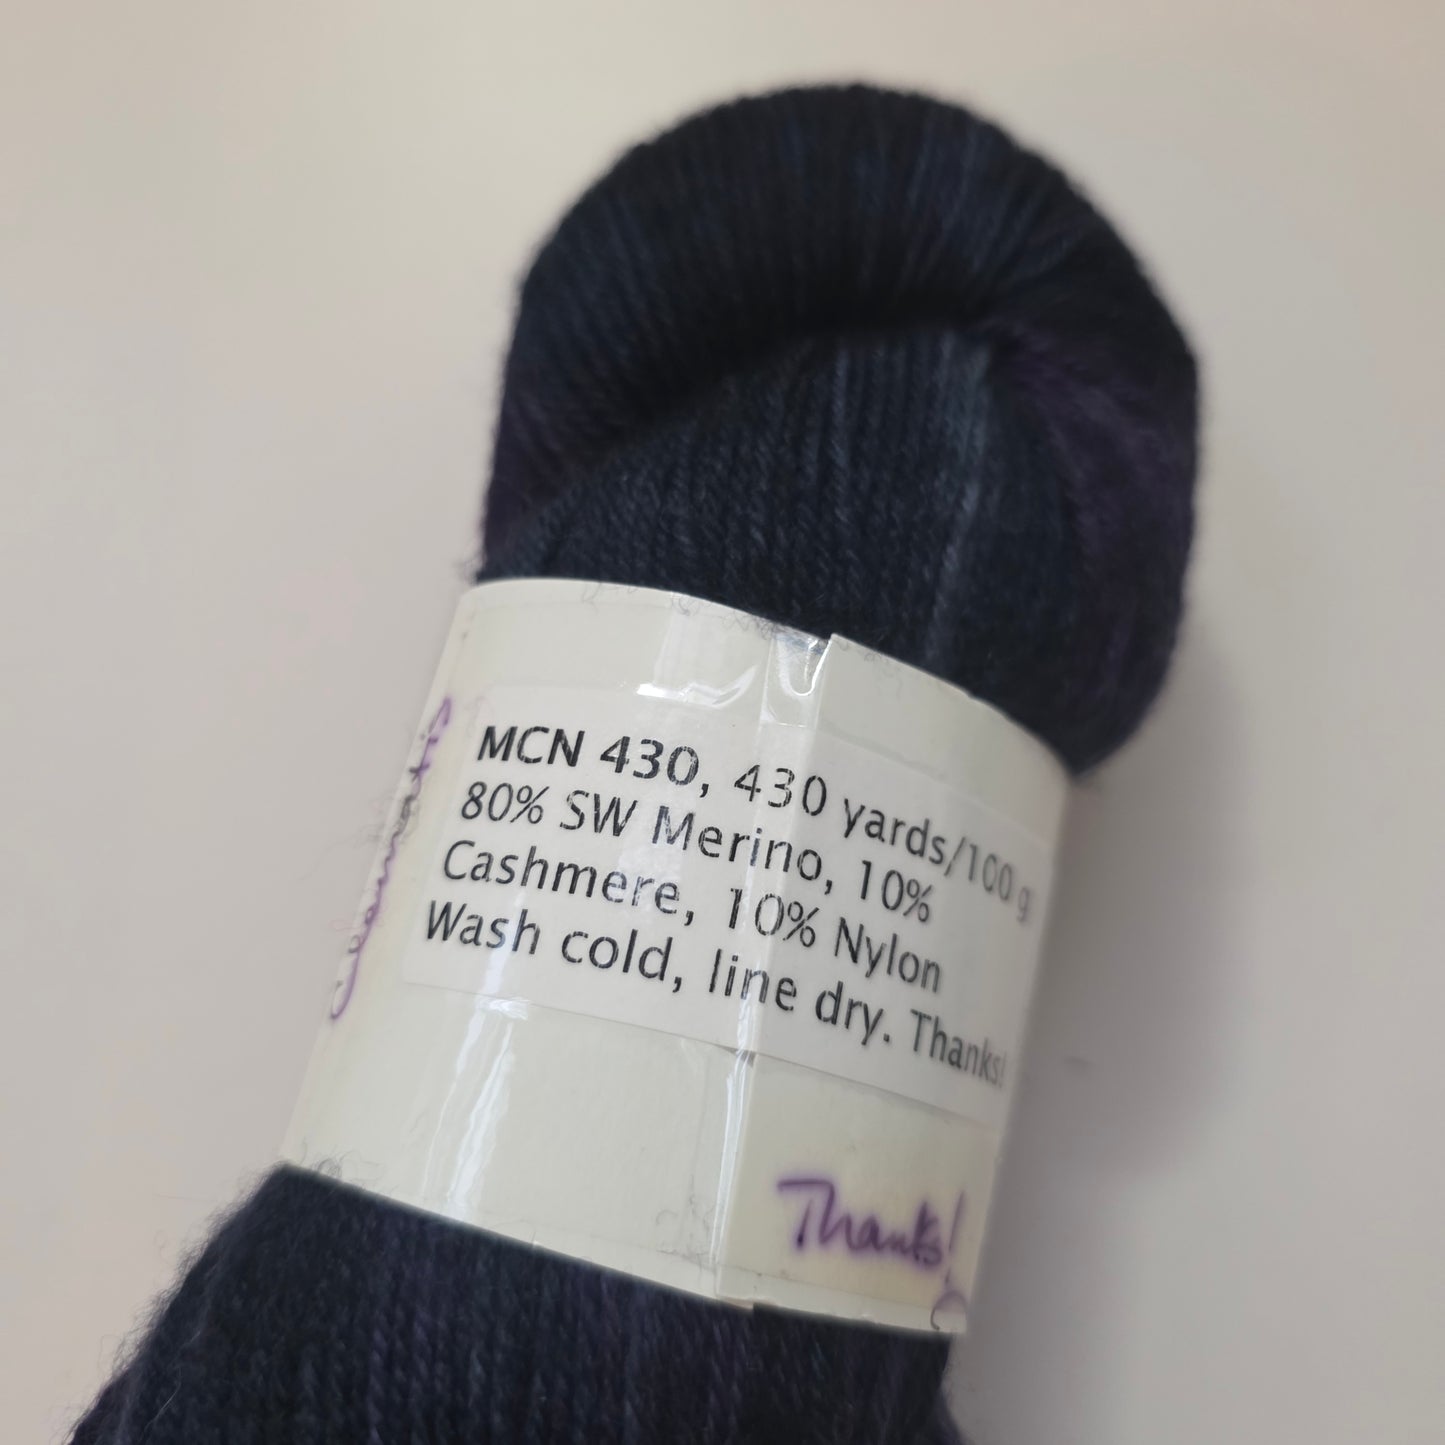 MCN 430, 430 yards/100 g.
80% SW Merino, 10%
Cashmere, 10% Nylon
Wash cold, line dry. Thanks!
Thanks!